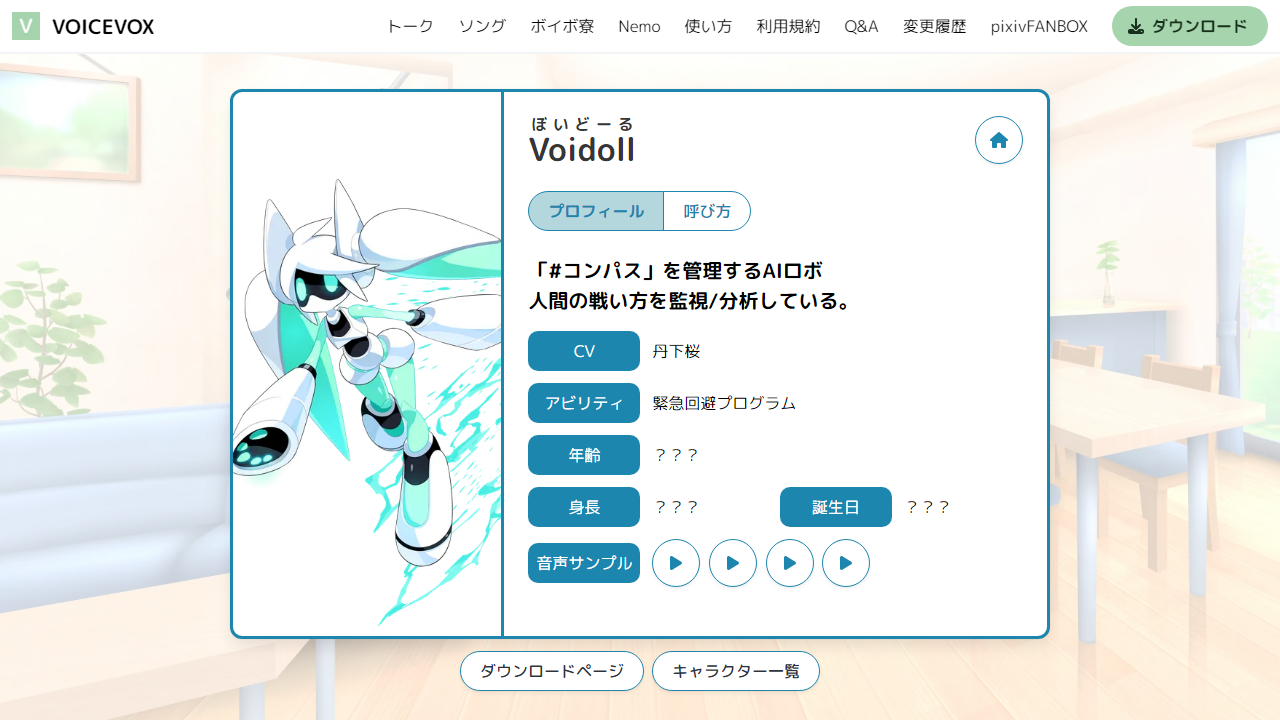 V VOICEVOX トーク ソング ボイボ寮 Nemo 使い方 利用規約 Q&A 変更履歴 pixivFANBOX ダウンロード
ぼいどーる
Voidoll
プロフィール 呼び方
「#コンパス」を管理するAIロボ
人間の戦い方を監視/分析している。
CV 丹下桜
アビリティ 緊急回避プログラム
年齢 ？？？
身長 ？？？ 誕生日 ？？？
音声サンプル
ダウンロードページ キャラクター一覧